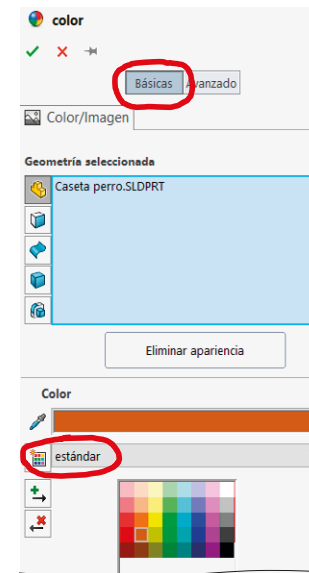 color
Básicas Avanzado
Color/Imagen
Geometría seleccionada
Caseta perro.SLDPRT
Eliminar apariencia
Color
estándar